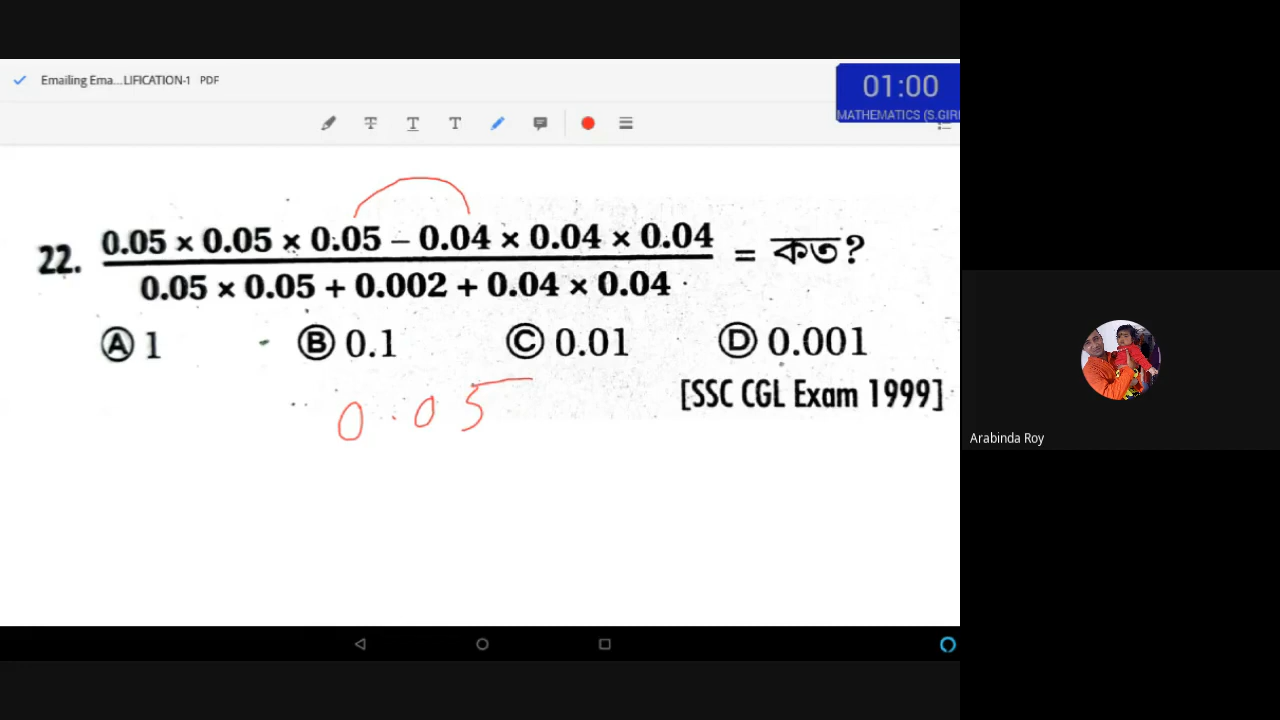 Emailing Ema...LIFICATION-1 PDF
01:00
MATHEMATICS (S.GIRI
T T T
22. 0.05 × 0.05 × 0.05 – 0.04 × 0.04 × 0.04
0.05 × 0.05 + 0.002 + 0.04 × 0.04
= কত?
A 1 B 0.1 C 0.01 D 0.001
[SSC CGL Exam 1999]
0.05
Arabinda Roy